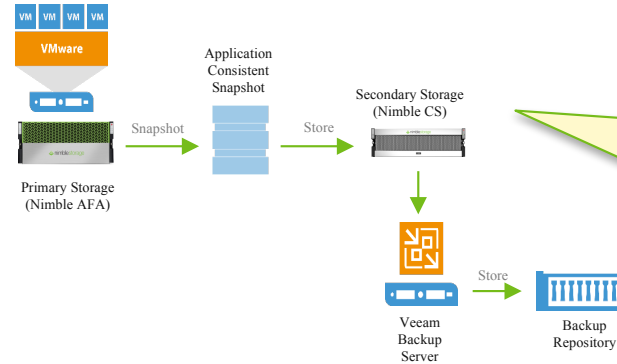 VM VM VM VM
VMware
Application
Consistent
Snapshot
Snapshot
Store
Secondary Storage
(Nimble CS)
nimblestorage
Primary Storage
(Nimble AFA)
Store
Veeam
Backup
Server
Backup
Repository